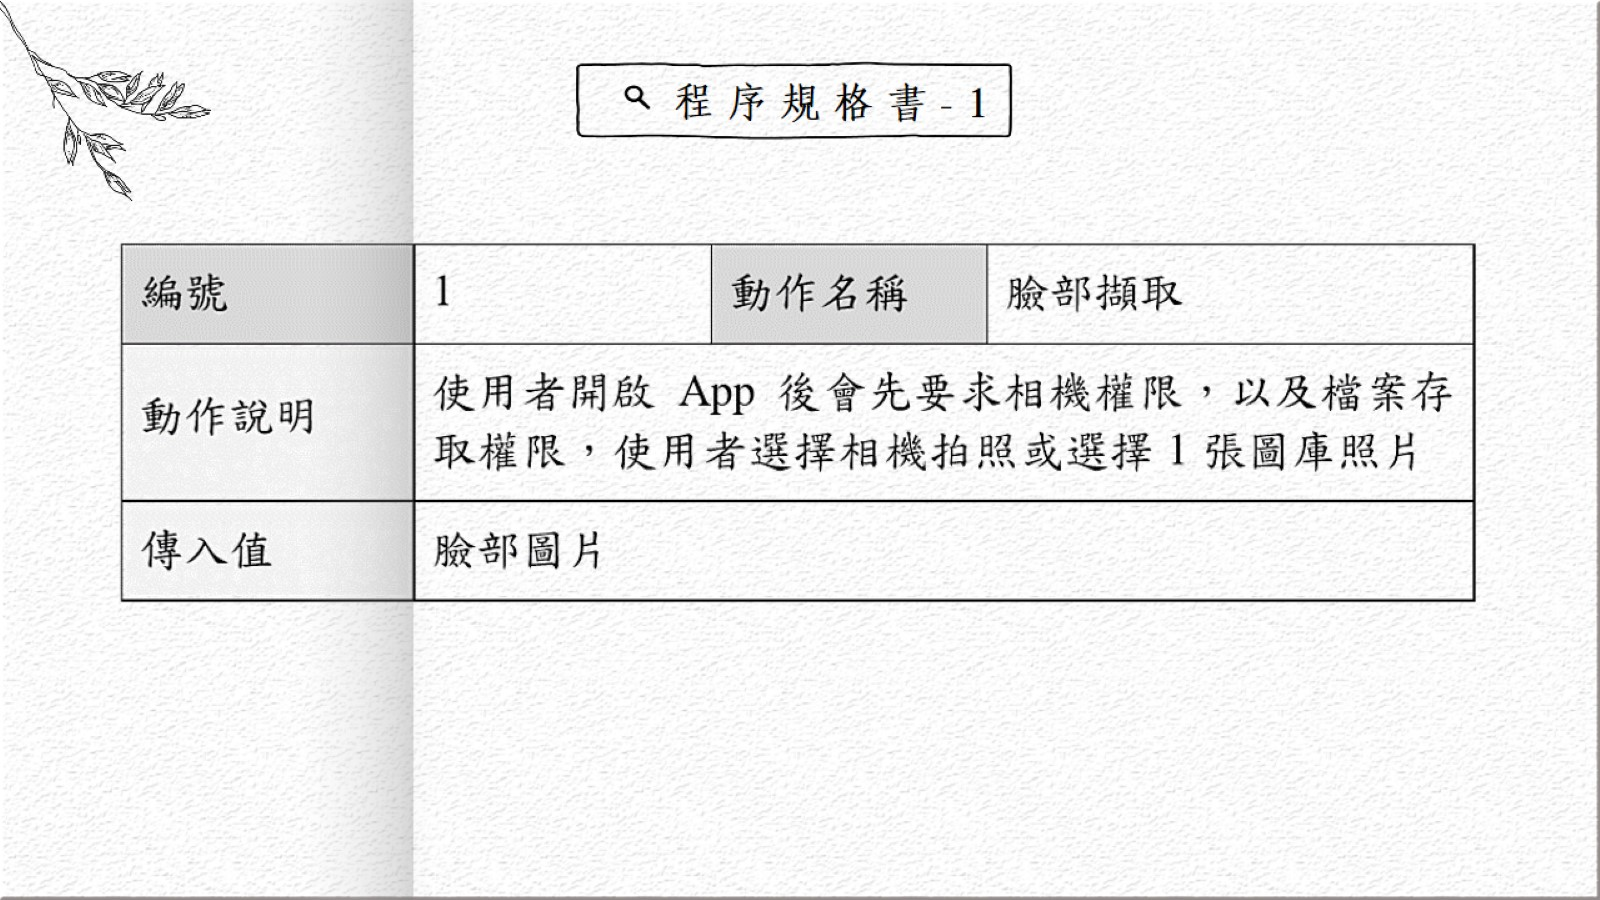 程序規格書-1
編號 1 動作名稱 臉部擷取
動作說明
使用者開啟 App 後會先要求相機權限，以及檔案存
取權限，使用者選擇相機拍照或選擇 1 張圖庫照片
傳入值 臉部圖片